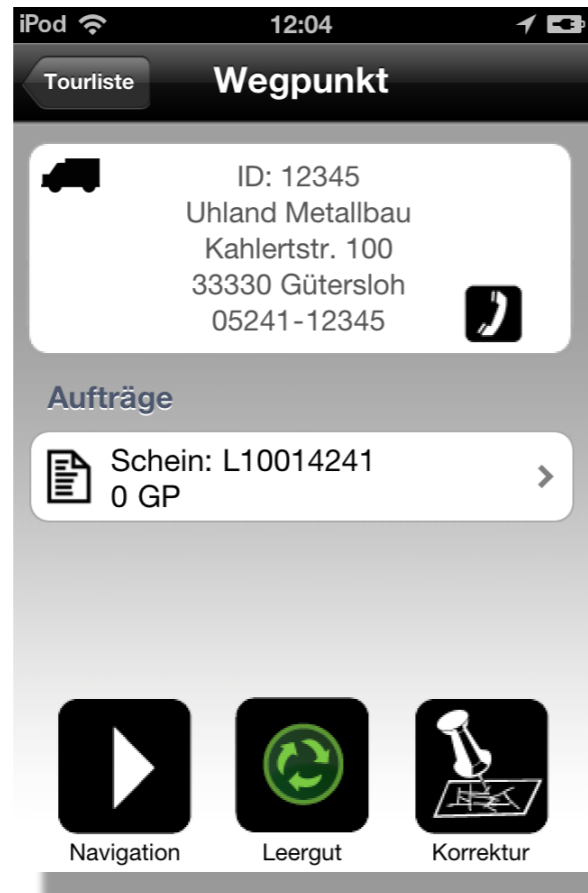 iPod 12:04
Tourliste Wegpunkt
ID: 12345
Uhland Metallbau
Kahlertstr. 100
33330 Gütersloh
05241-12345
Aufträge
Schein: L10014241
0 GP
Navigation Leergut Korrektur